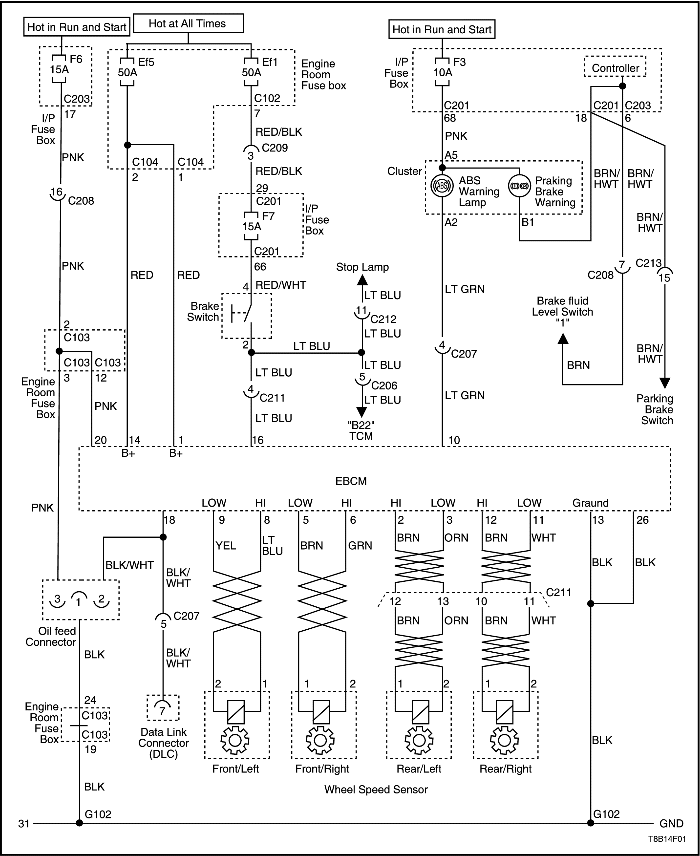 Hot in Run and Start
Hot at All Times
Hot in Run and Start
F6
15A
C203
17
I/P
Fuse
Box
Ef5
50A
Ef1
50A
Engine
Room
Fuse box
C102
7
RED/BLK
3
C209
RED/BLK
C104
C104
2
1
29
C201
F7
15A
I/P
Fuse
Box
C201
66
4
RED/WHT
Brake
Switch
2
I/P
Fuse
Box
F3
10A
Controller
C201
68
18
C201
C203
6
PNK
A5
Cluster
ABS
Warning
Lamp
Praking
Brake
Warning
A2
B1
BRN/
HWT
BRN/
HWT
BRN/
HWT
PNK
16
C208
PNK
RED
RED
Stop Lamp
LT BLU
11
C212
LT BLU
LT BLU
LT BLU
5
C206
LT BLU
LT BLU
4
C211
LT BLU
"B22"
TCM
LT GRN
4
C207
LT GRN
7
C208
C213
15
Brake fluid
Level Switch
"1"
BRN
BRN/
HWT
Parking
Brake
Switch
2
C103
C103
C103
3
12
Engine
Room
Fuse
Box
PNK
20
14
1
16
10
B+
B+
EBCM
LOW
HI
LOW
HI
HI
LOW
HI
LOW
Ground
18
9
8
5
6
2
3
12
11
13
26
PNK
BLK/WHT
BLK/
WHT
YEL
LT
BLU
BRN
GRN
BRN
ORN
BRN
WHT
BLK
BLK
3
1
2
Oil feed
Connector
5
C207
BLK/
WHT
12
13
10
11
C211
BRN
ORN
BRN
WHT
BLK
24
Engine
Room
Fuse
Box
C103
C103
19
7
Data Link
Connector
(DLC)
2
1
1
2
1
2
1
2
Front/Left
Front/Right
Rear/Left
Rear/Right
Wheel Speed Sensor
BLK
BLK
31
G102
G102
GND
T8B14F01